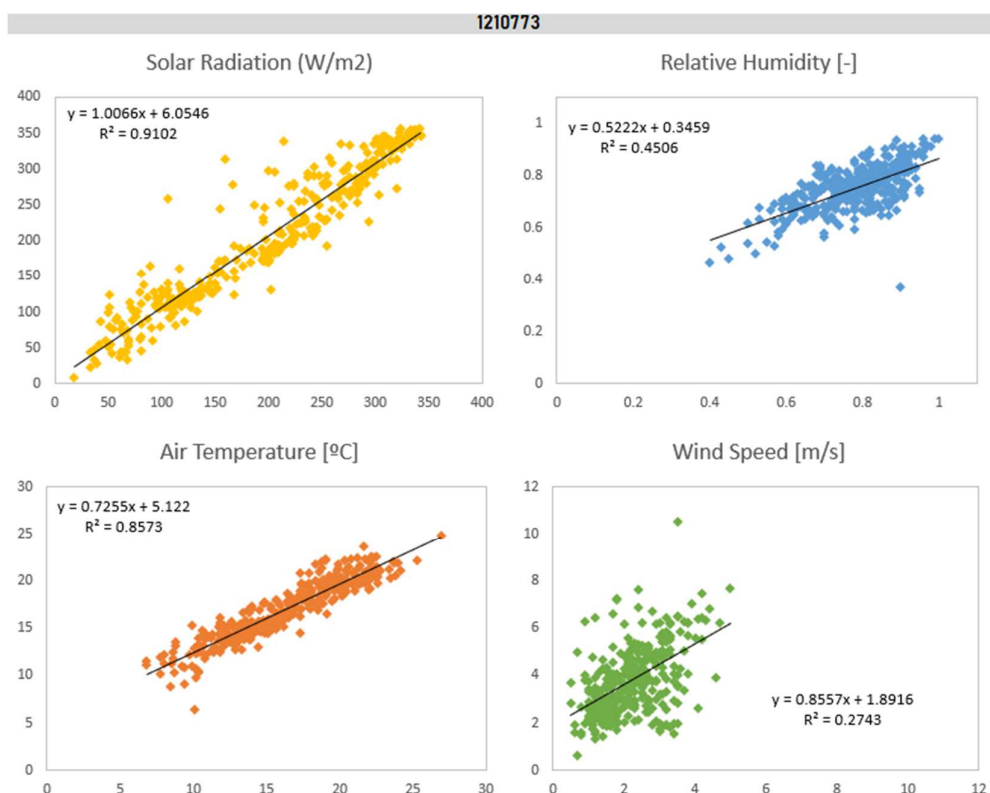 1210773
Solar Radiation (W/m2)
y = 1.0066x + 6.0546
R² = 0.9102
400
350
300
250
200
150
100
50
0
0 50 100 150 200 250 300 350 400
Relative Humidity [-]
y = 0.5222x + 0.3459
R² = 0.4506
1
0.8
0.6
0.4
0.2
0
0 0.2 0.4 0.6 0.8 1
Air Temperature [ºC]
y = 0.7255x + 5.122
R² = 0.8573
30
25
20
15
10
5
0
0 5 10 15 20 25 30
Wind Speed [m/s]
12
10
8
6
4
2
0
y = 0.8557x + 1.8916
R² = 0.2743
0 2 4 6 8 10 12